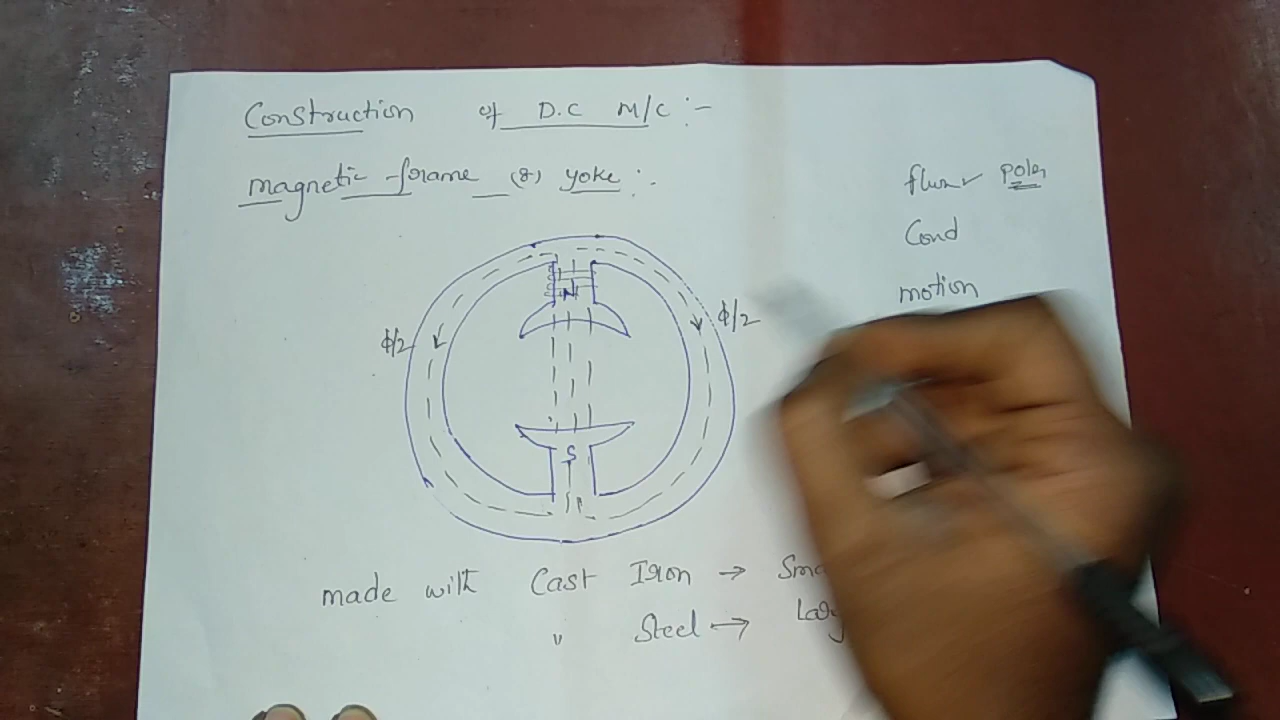 Construction of D.C M/C :-
magnetic frame (or) yoke :-
flux poles
Cond
motion
N
ϕ/2
ϕ/2
S
made with Cast Iron →
" Steel →